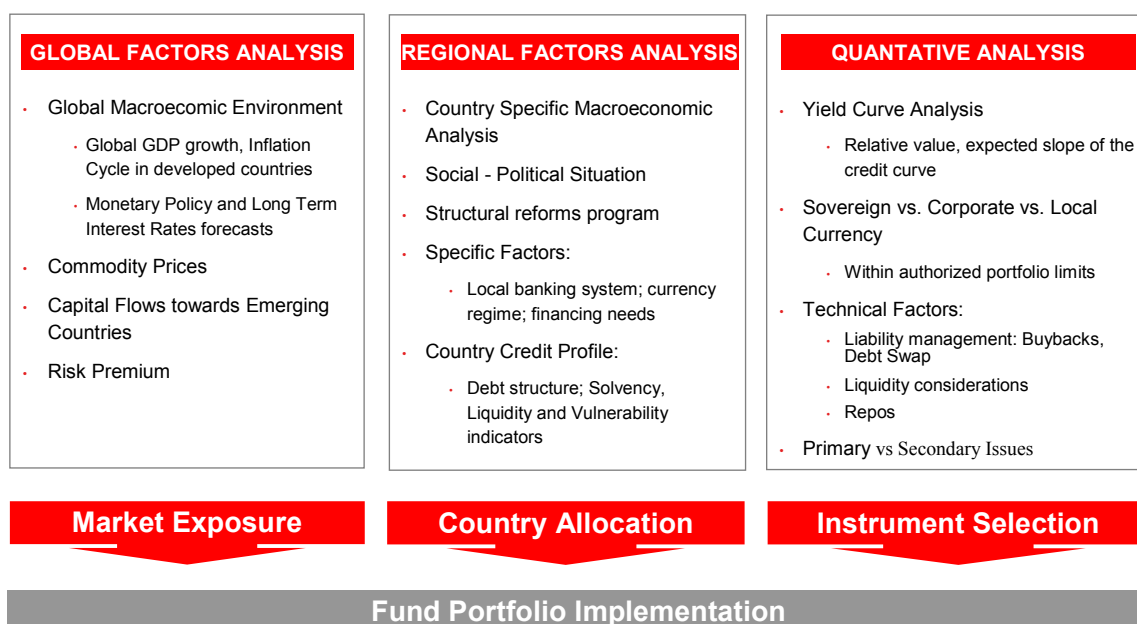 GLOBAL FACTORS ANALYSIS
• Global Macroecomic Environment
• Global GDP growth, Inflation
Cycle in developed countries
• Monetary Policy and Long Term
Interest Rates forecasts
• Commodity Prices
• Capital Flows towards Emerging
Countries
• Risk Premium
Market Exposure
REGIONAL FACTORS ANALYSIS
• Country Specific Macroeconomic
Analysis
• Social - Political Situation
• Structural reforms program
• Specific Factors:
• Local banking system; currency
regime; financing needs
• Country Credit Profile:
• Debt structure; Solvency,
Liquidity and Vulnerability
indicators
Country Allocation
QUANTATIVE ANALYSIS
• Yield Curve Analysis
• Relative value, expected slope of the
credit curve
• Sovereign vs. Corporate vs. Local
Currency
• Within authorized portfolio limits
• Technical Factors:
• Liability management: Buybacks,
Debt Swap
• Liquidity considerations
• Repos
• Primary vs Secondary Issues
Instrument Selection
Fund Portfolio Implementation